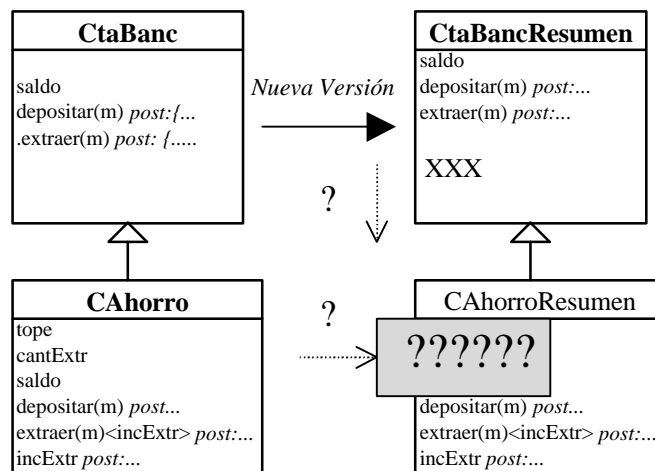 CtaBanc
saldo
depositar(m) post:{...
.extraer(m) post: {.....
Nueva Versión
CtaBancResumen
saldo
depositar(m) post:...
extraer(m) post:...
XXX
?
?
CAhorro
tope
cantExtr
saldo
depositar(m) post...
extraer(m)<incExtr> post:...
incExtr post:...
CAhorroResumen
??????
depositar(m) post...
extraer(m)<incExtr> post:...
incExtr post:...